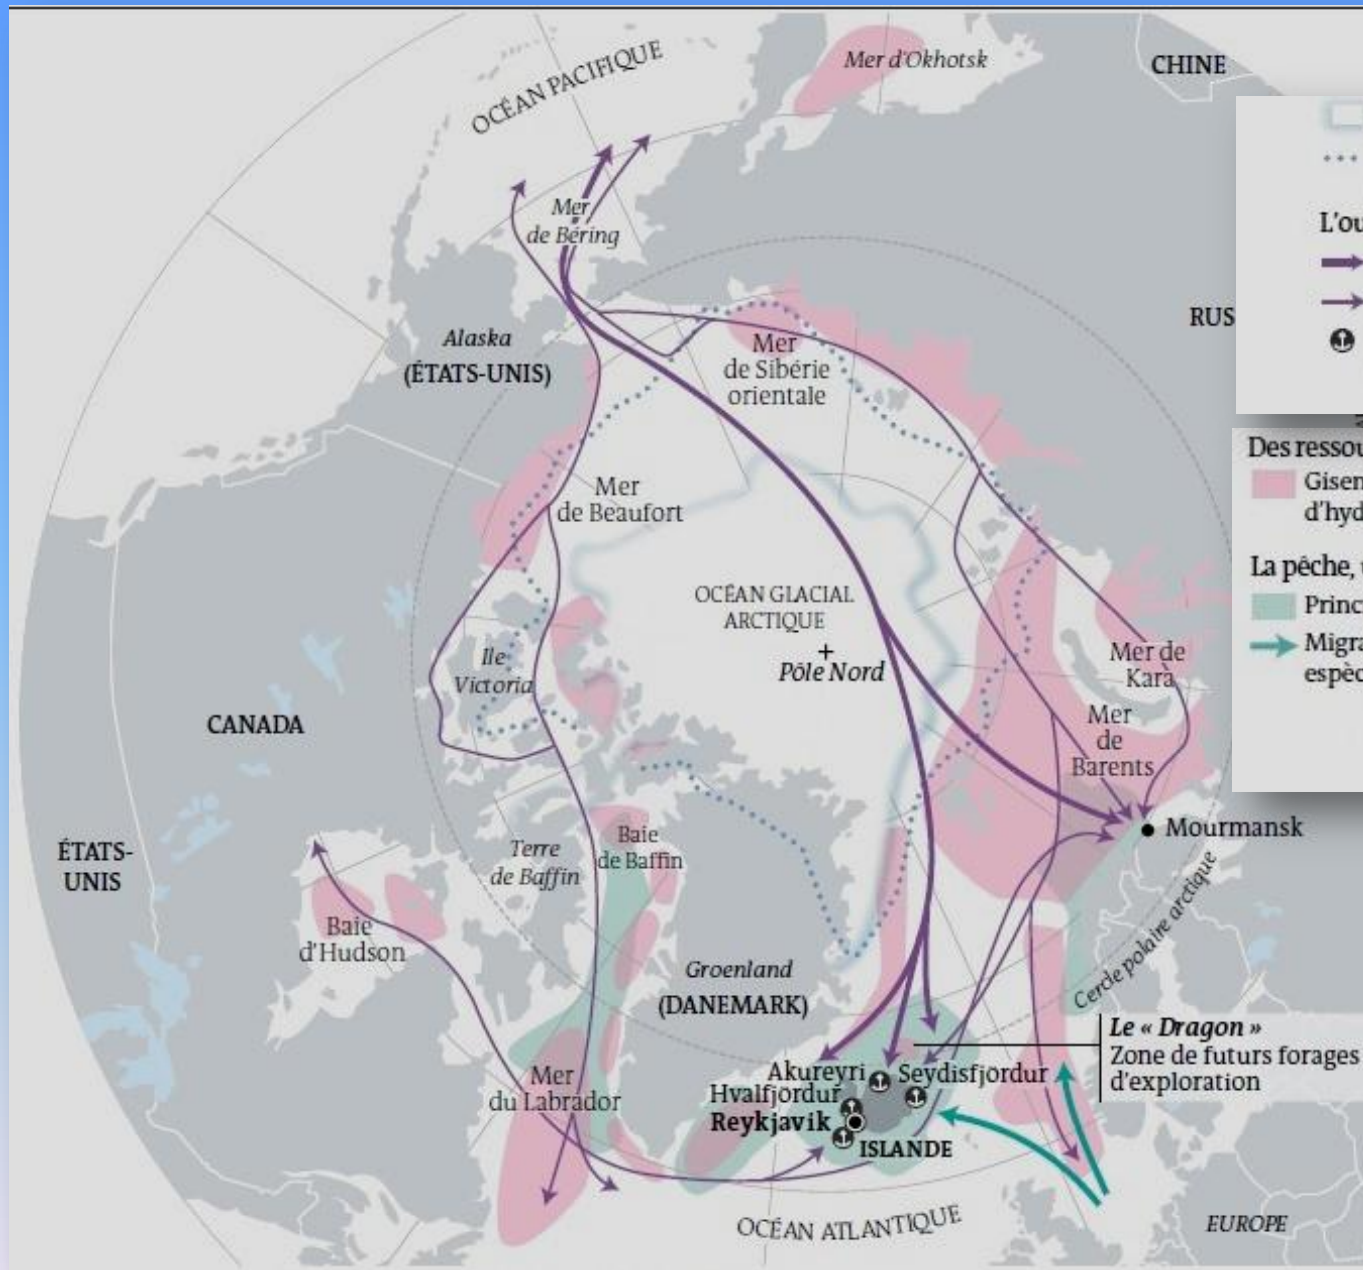 OCÉAN PACIFIQUE
Mer d'Okhotsk
CHINE
Mer
de Béring
Alaska
(ÉTATS-UNIS)
Mer
de Sibérie
orientale
RUS
L'ou
Des ressou
Gisen
d'hyd
La pêche,
Princ
Migra
espèc
Mer
de Beaufort
OCÉAN GLACIAL
ARCTIQUE
Pôle Nord
Ile
Victoria
CANADA
Mer de
Kara
Mer
de
Barents
Mourmansk
Cercle polaire arctique
ÉTATS-
UNIS
Terre
de Baffin
Baie
de Baffin
Baie
d'Hudson
Groenland
(DANEMARK)
Le « Dragon »
Zone de futurs forages
d'exploration
Mer
du Labrador
Akureyri
Seydisfjordur
Hvalfjördur
Reykjavik
ISLANDE
OCÉAN ATLANTIQUE
EUROPE